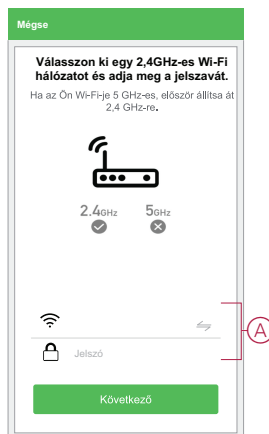 Mégse
Válasszon ki egy 2,4GHz-es Wi-Fi
hálózatot és adja meg a jelszavát.
Ha az Ön Wi-Fi-je 5 GHz-es, először állítsa át
2,4 GHz-re.
2.4GHz 5GHz
A
Jelszó
Következő